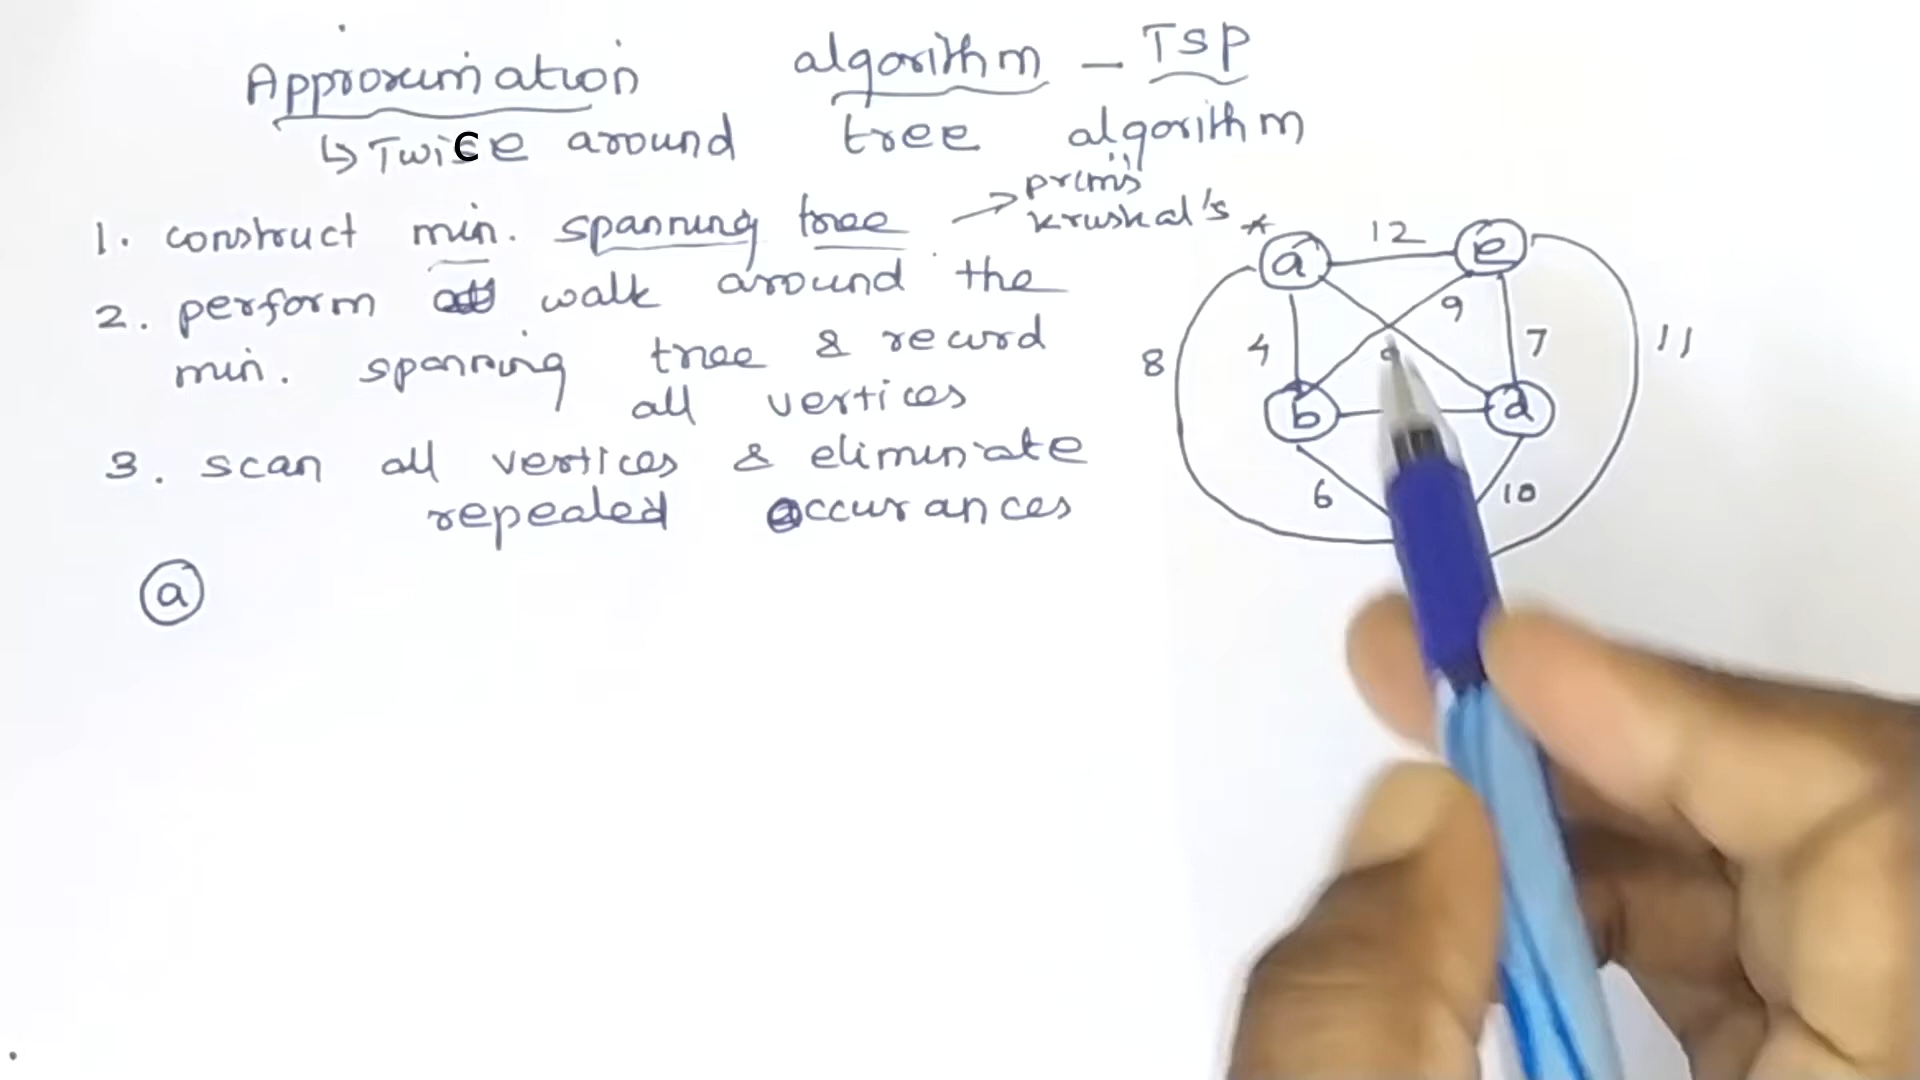 Approximation algorithm - TSP
↳ Twice around tree algorithm
1. construct min. spanning tree → prim's
kruskal's
2. perform walk around the
min. spanning tree & record
all vertices
3. scan all vertices & eliminate
repeated occurances
a
*
a 12 e
9
8 4 7 11
b d
6 10